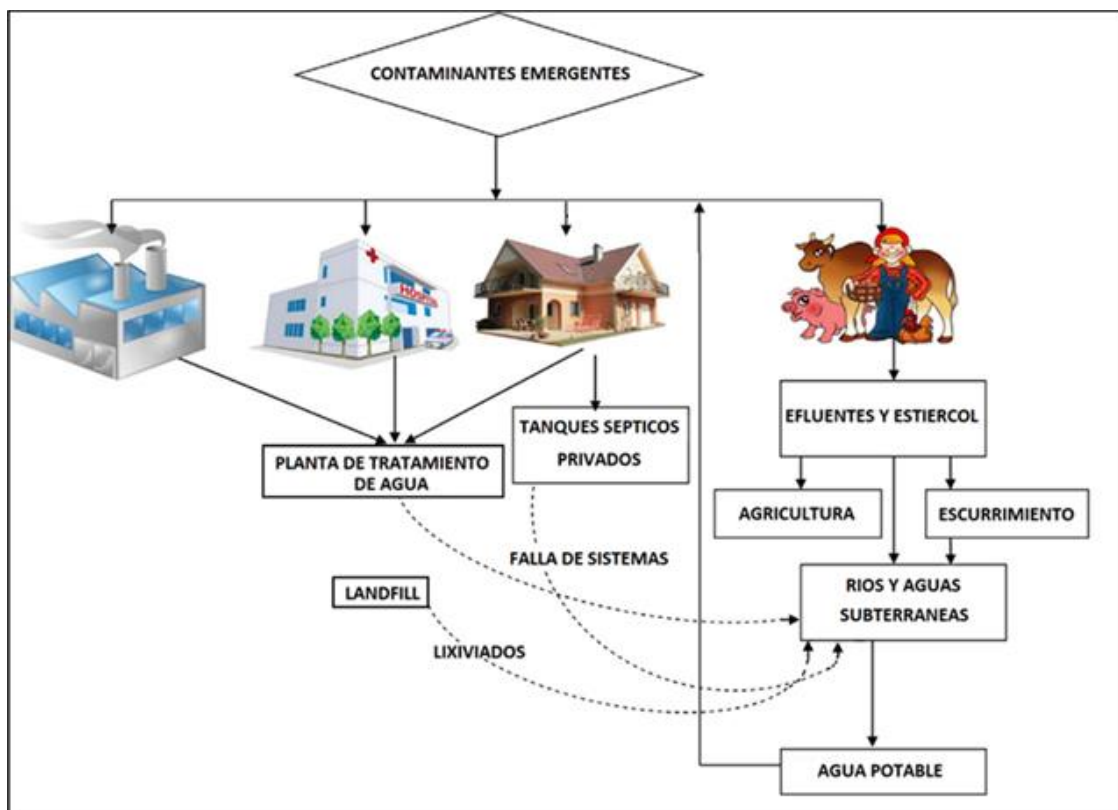 CONTAMINANTES EMERGENTES
HOSPITAL
TANQUES SEPTICOS
PRIVADOS
EFLUENTES Y ESTIERCOL
PLANTA DE TRATAMIENTO
DE AGUA
AGRICULTURA
ESCURRIMIENTO
FALLA DE SISTEMAS
LANDFILL
RIOS Y AGUAS
SUBTERRANEAS
LIXIVIADOS
AGUA POTABLE